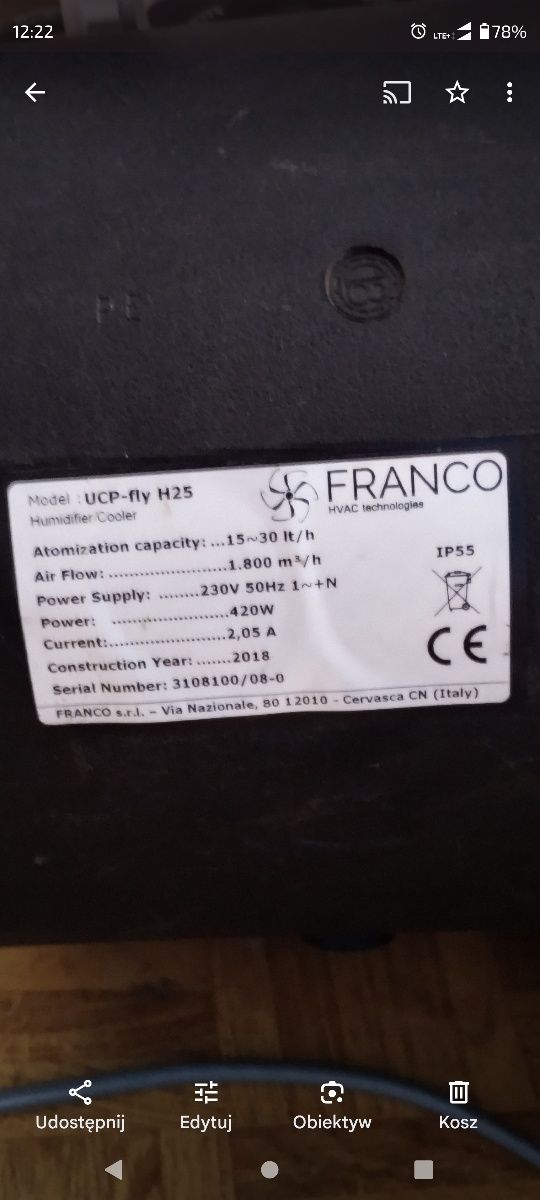 12:22
LTE+ 78%
PE
Model : UCP-fly H25
Humidifier Cooler
FRANCO
HVAC technologies
Atomization capacity: ...15~30 lt/h
Air Flow: ......................1.800 m³/h
Power Supply: .......230V 50Hz 1~+N
Power: ....................420W
Current:......................2,05 A
Construction Year: .......2018
Serial Number: 3108100/08-0
IP55
CE
FRANCO s.r.l. – Via Nazionale, 80 12010 - Cervasca CN (Italy)
Udostępnij
Edytuj
Obiektyw
Kosz